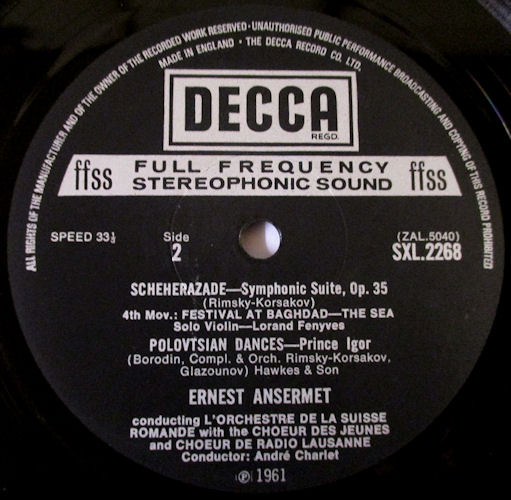 ALL RIGHTS OF THE MANUFACTURER AND OF THE OWNER OF THE RECORDED WORK RESERVED · UNAUTHORISED PUBLIC PERFORMANCE BROADCASTING AND COPYING OF THIS RECORD PROHIBITED
MADE IN ENGLAND · THE DECCA RECORD CO. LTD.
DECCA
REGD.
ffss FULL FREQUENCY ffss
STEREOPHONIC SOUND
SPEED 33⅓ Side (ZAL.5040)
2 SXL.2268
SCHEHERAZADE—Symphonic Suite, Op. 35
(Rimsky-Korsakov)
4th Mov.: FESTIVAL AT BAGHDAD—THE SEA
Solo Violin—Lorand Fenyves
POLOVTSIAN DANCES—Prince Igor
(Borodin, Compl. & Orch. Rimsky-Korsakov,
Glazounov) Hawkes & Son
ERNEST ANSERMET
conducting L'ORCHESTRE DE LA SUISSE
ROMANDE with the CHOEUR DES JEUNES
and CHOEUR DE RADIO LAUSANNE
Conductor: André Charlet
℗ 1961